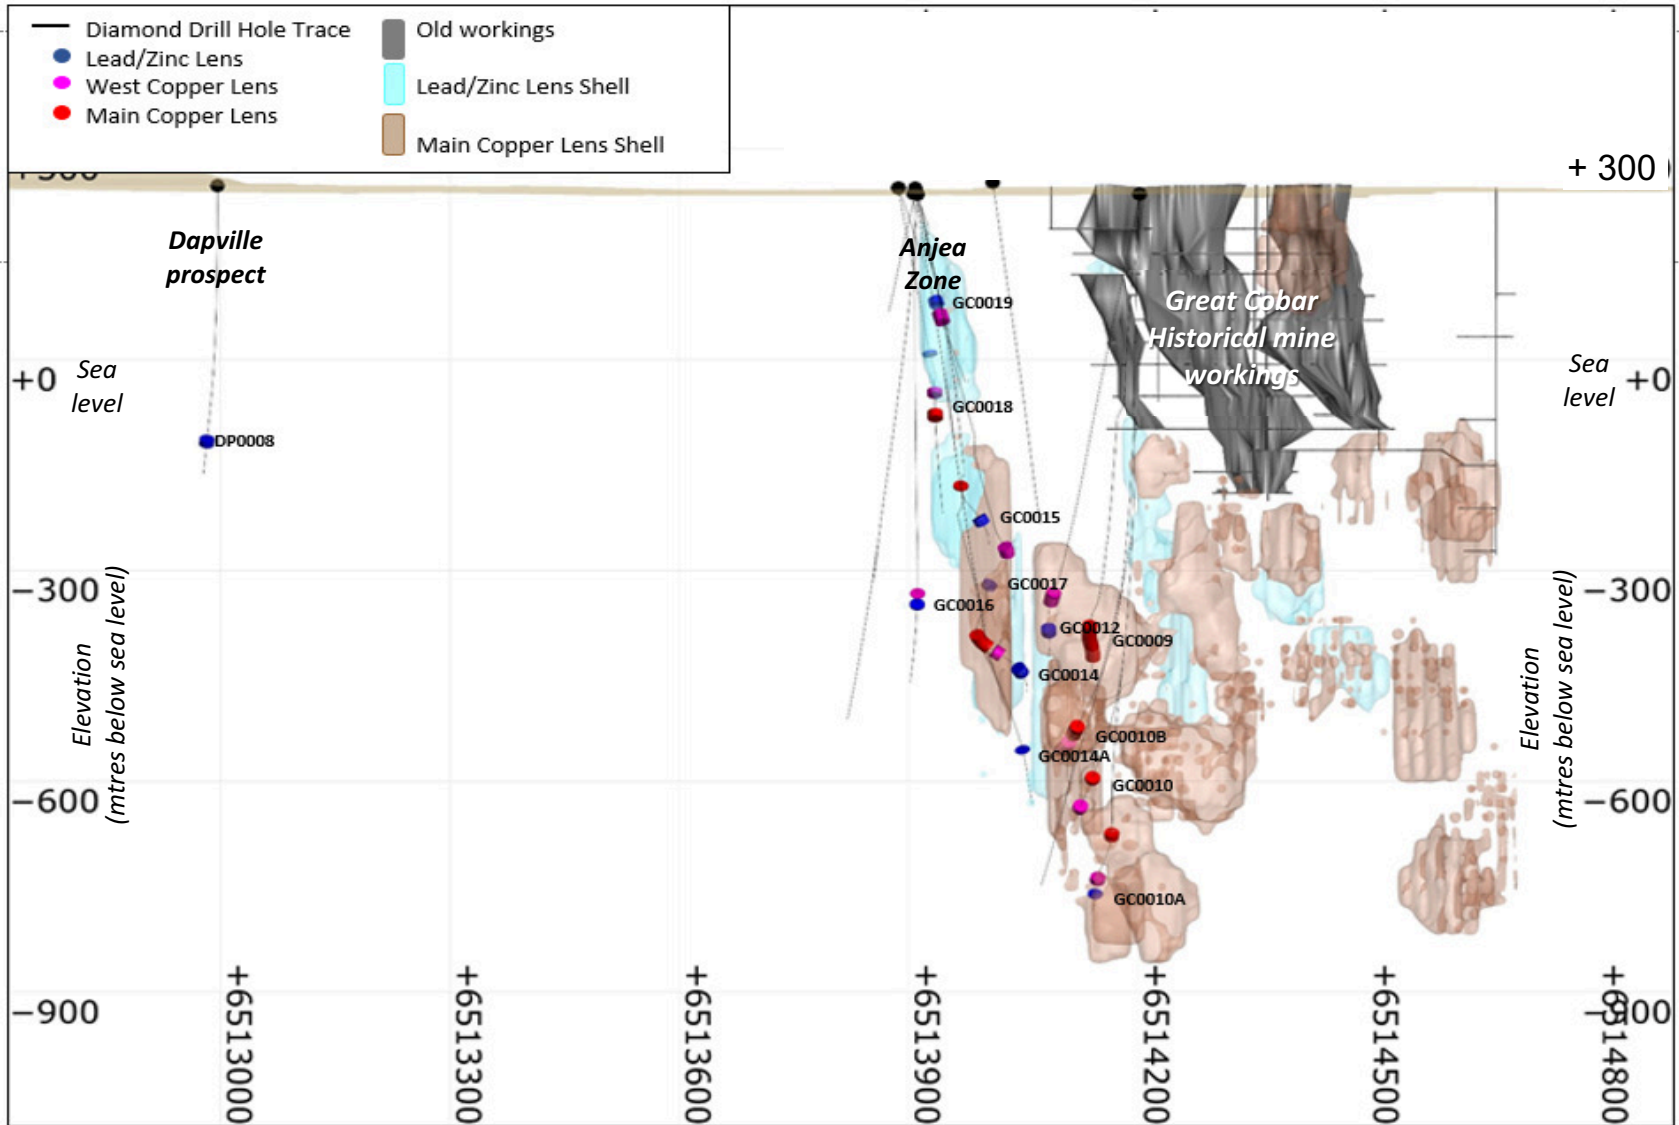 Diamond Drill Hole Trace
Lead/Zinc Lens
West Copper Lens
Main Copper Lens
Old workings
Lead/Zinc Lens Shell
Main Copper Lens Shell
+ 300
Dapville
prospect
Anjea
Zone
GC0019
Great Cobar
Historical mine
workings
+0
Sea
level
Sea
level
+0
GC0018
DP0008
GC0015
−300
GC0017
GC0016
−300
GC0012
GC0009
GC0014
Elevation
(mtres below sea level)
Elevation
(mtres below sea level)
GC0010B
GC0014A
GC0010
−600
−600
GC0010A
−900
+6513000
+6513300
+6513600
+6513900
+6514200
+6514500
+6514800